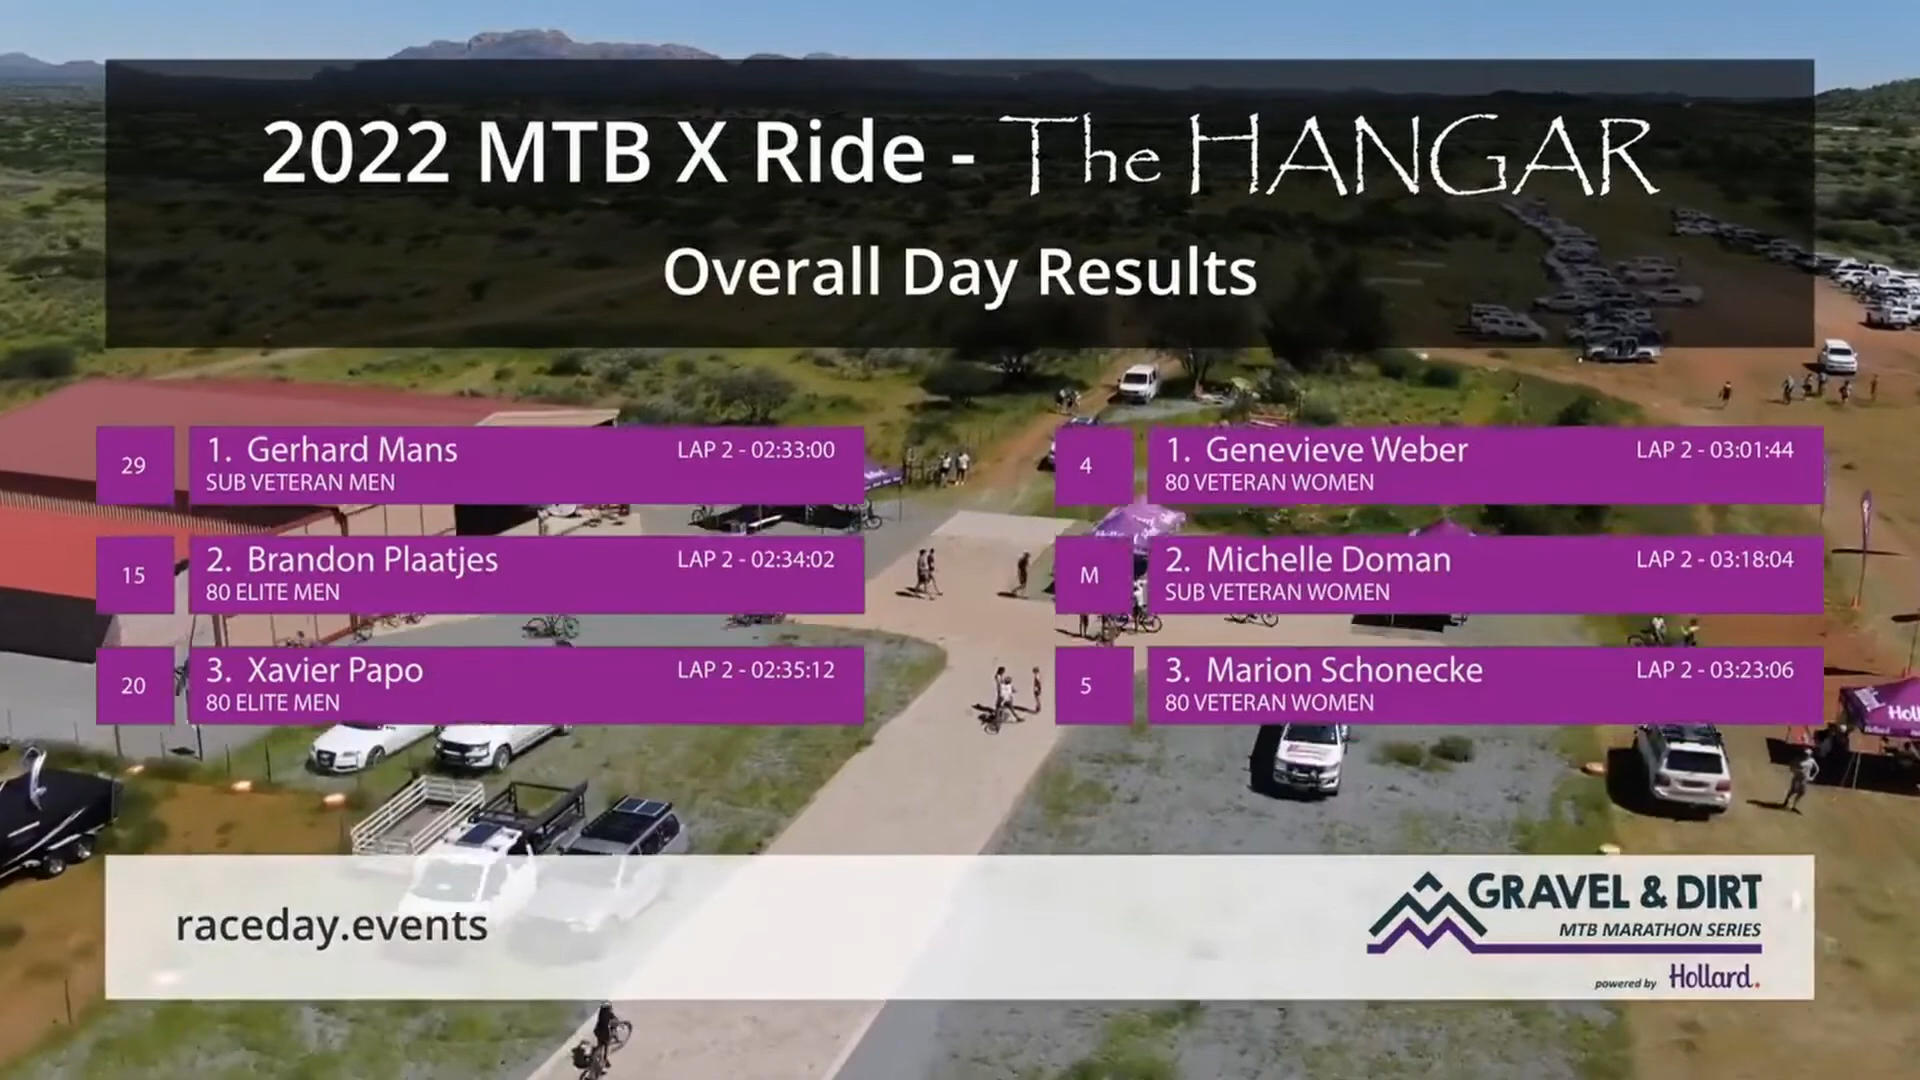 2022 MTB X Ride - The HANGAR
Overall Day Results
29
1. Gerhard Mans
LAP 2 - 02:33:00
SUB VETERAN MEN
15
2. Brandon Plaatjes
LAP 2 - 02:34:02
80 ELITE MEN
20
3. Xavier Papo
LAP 2 - 02:35:12
80 ELITE MEN
4
1. Genevieve Weber
LAP 2 - 03:01:44
80 VETERAN WOMEN
M
2. Michelle Doman
LAP 2 - 03:18:04
SUB VETERAN WOMEN
5
3. Marion Schonecke
LAP 2 - 03:23:06
80 VETERAN WOMEN
raceday.events
GRAVEL & DIRT
MTB MARATHON SERIES
powered by Hollard.